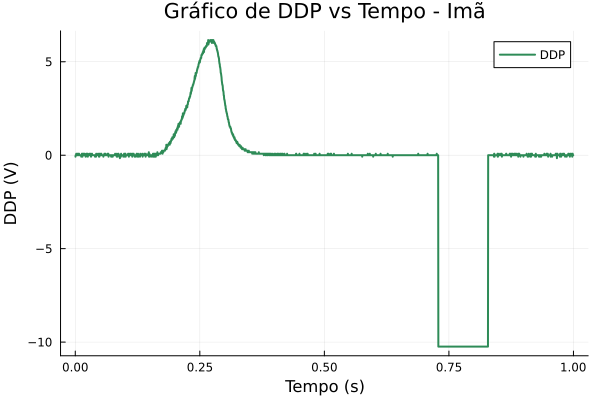 Gráfico de DDP vs Tempo - Imã
DDP
DDP (V)
5
0
−5
−10
0.00 0.25 0.50 0.75 1.00
Tempo (s)